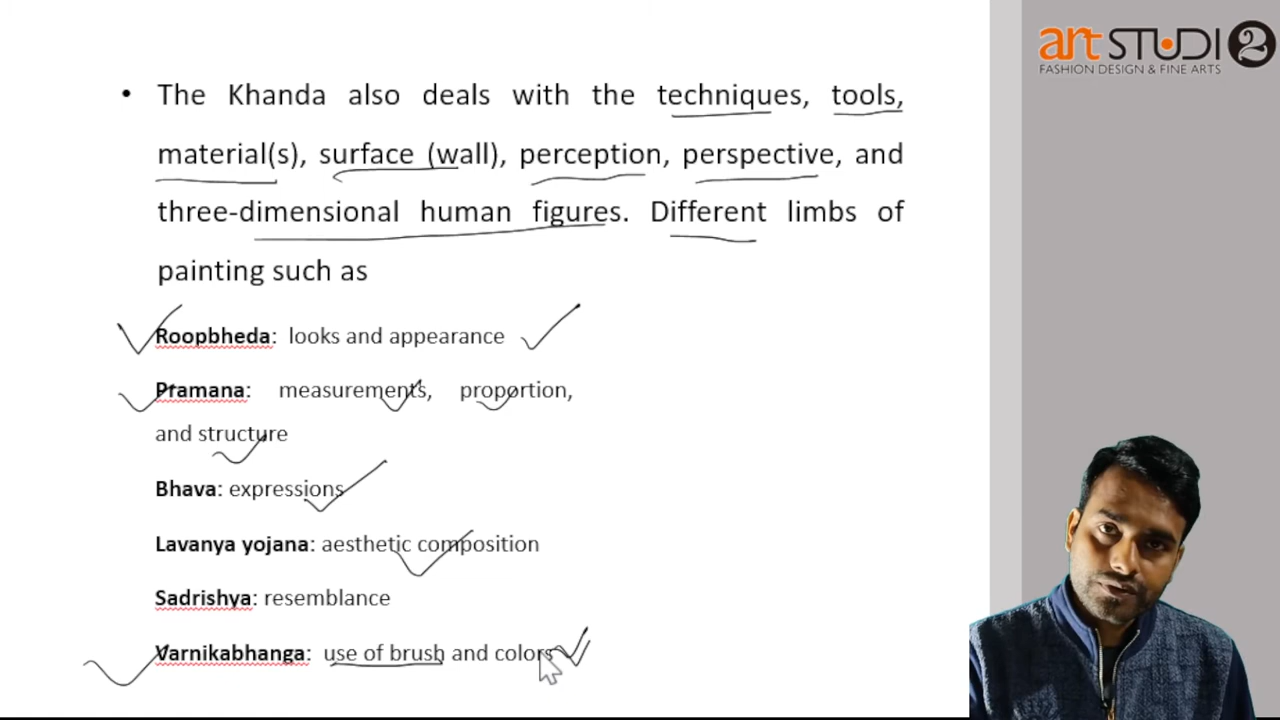 art STUDI 2
FASHION DESIGN & FINE ARTS
• The Khanda also deals with the techniques, tools,
material(s), surface (wall), perception, perspective, and
three-dimensional human figures. Different limbs of
painting such as
Roopbheda: looks and appearance
Pramana: measurements, proportion,
and structure
Bhava: expressions
Lavanya yojana: aesthetic composition
Sadrishya: resemblance
Varnikabhanga: use of brush and colors